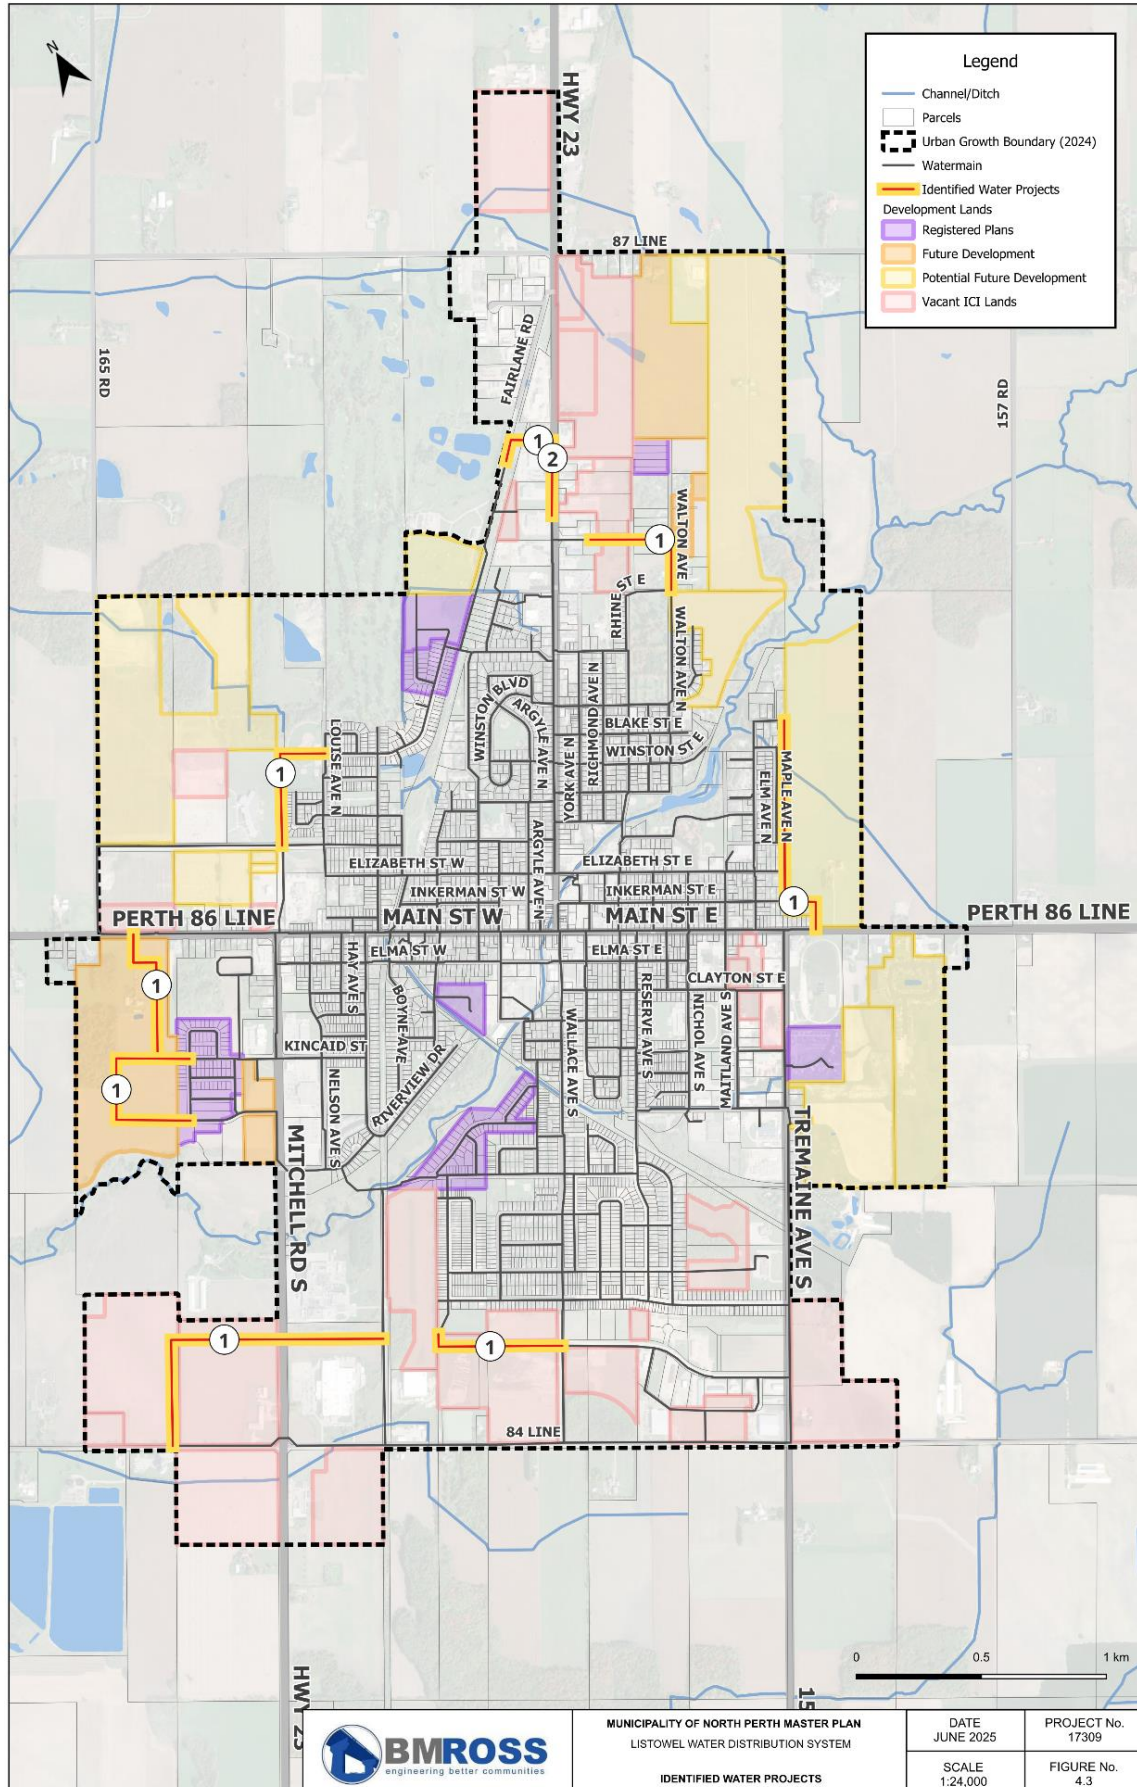 N
Legend
Channel/Ditch
Parcels
Urban Growth Boundary (2024)
Watermain
Identified Water Projects
Development Lands
Registered Plans
Future Development
Potential Future Development
Vacant ICI Lands
HWY 23
87 LINE
165 RD
FAIRLANE RD
157 RD
1
2
1
WALTON AVE
RHINE ST E
WALTON AVE N
WINSTON BLVD
ARGYLE AVE N
RICHMOND AVE N
YORK AVE N
BLAKE ST E
WINSTON ST E
LOUISE AVE N
1
MAPLE AVE N
ELM AVE N
ARGYLE AVE N
ELIZABETH ST W
ELIZABETH ST E
INKERMAN ST W
INKERMAN ST E
1
PERTH 86 LINE
MAIN ST W
MAIN ST E
PERTH 86 LINE
ELMA ST W
ELMA ST E
HAY AVE S
CLAYTON ST E
1
BOYNE AVE
WALLACE AVE S
RESERVE AVE S
NICHOL AVE S
MAITLAND AVE S
KINCAID ST
1
NELSON AVE S
RIVERVIEW DR
MITCHELL RD S
TREMAINE AVE S
1
1
84 LINE
0 0.5 1 km
HWY 23
15
BMROSS
engineering better communities
MUNICIPALITY OF NORTH PERTH MASTER PLAN
LISTOWEL WATER DISTRIBUTION SYSTEM
IDENTIFIED WATER PROJECTS
DATE
JUNE 2025
PROJECT No.
17309
SCALE
1:24,000
FIGURE No.
4.3